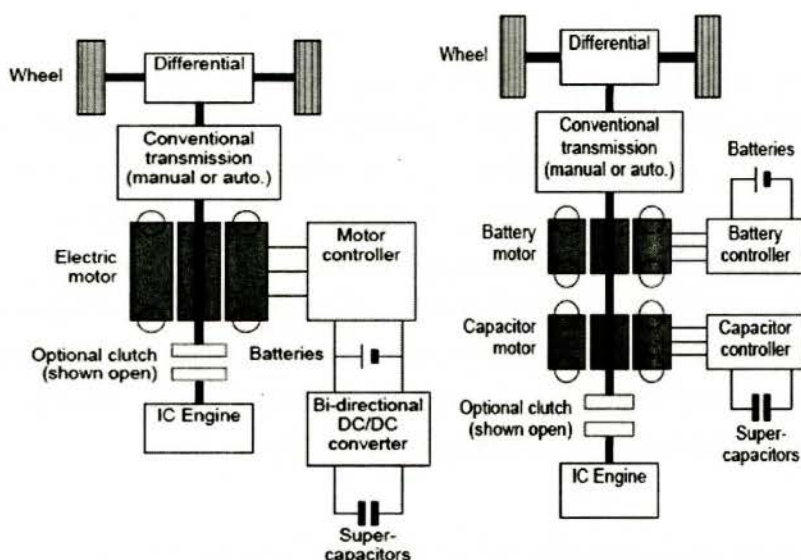 Wheel
Differential
Conventional
transmission
(manual or auto.)
Electric
motor
Motor
controller
Optional clutch
(shown open)
Batteries
IC Engine
Bi-directional
DC/DC
converter
Super-
capacitors
Wheel
Differential
Conventional
transmission
(manual or auto.)
Batteries
Battery
motor
Battery
controller
Capacitor
motor
Capacitor
controller
Optional clutch
(shown open)
Super-
capacitors
IC Engine